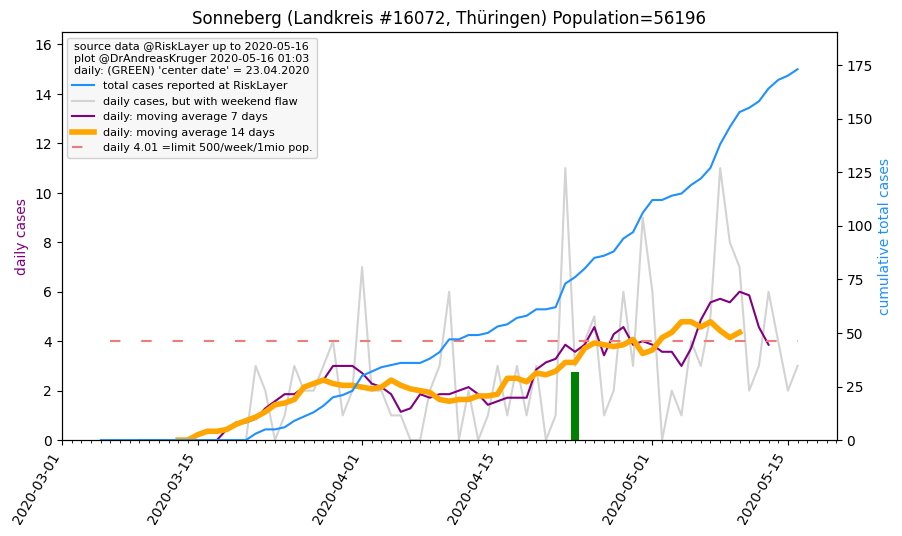 Sonneberg (Landkreis #16072, Thüringen) Population=56196
source data @RiskLayer up to 2020-05-16
plot @DrAndreasKruger 2020-05-16 01:03
daily: (GREEN) 'center date' = 23.04.2020
total cases reported at RiskLayer
daily cases, but with weekend flaw
daily: moving average 7 days
daily: moving average 14 days
daily 4.01 =limit 500/week/1mio pop.
daily cases
16
14
12
10
8
6
4
2
0
cumulative total cases
175
150
125
100
75
50
25
0
2020-03-01
2020-03-15
2020-04-01
2020-04-15
2020-05-01
2020-05-15